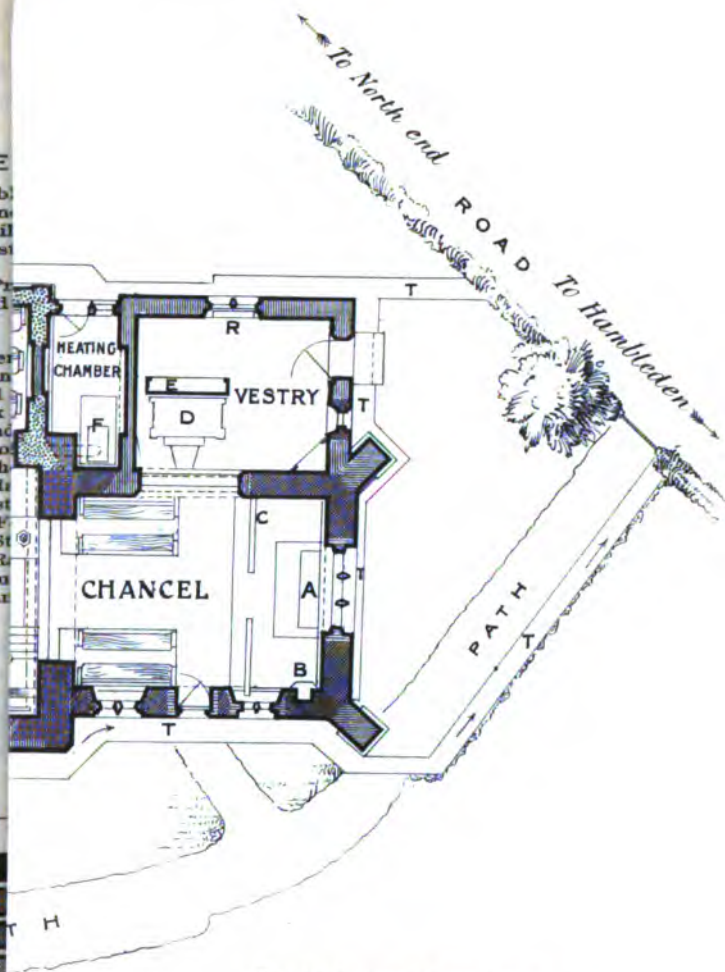 To North end
ROAD
To Hambleden
T
R
HEATING
CHAMBER
E
VESTRY
D
T
F
C
CHANCEL
A
T
PATH
T
B
T
T H